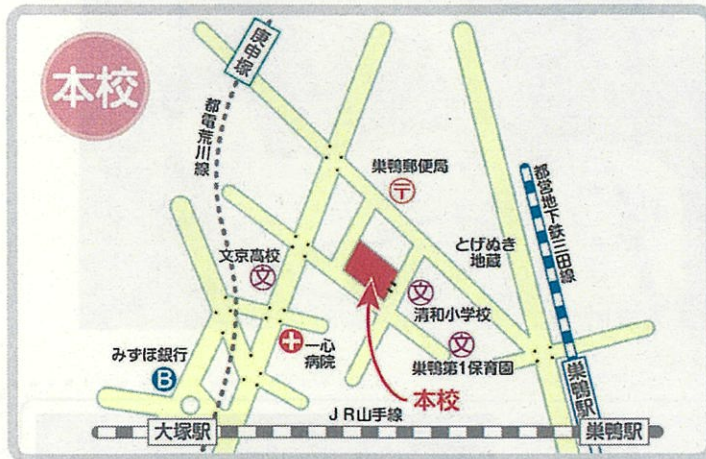 本校
庚申塚
都電荒川線
巣鴨郵便局
〒
都営地下鉄三田線
とげぬき
地蔵
文京高校
文
文
清和小学校
一心
病院
文
巣鴨第1保育園
みずほ銀行
B
本校
JR山手線
大塚駅
巣鴨駅
巣鴨駅